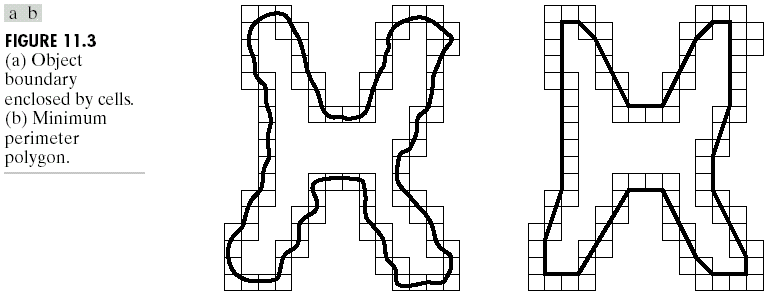 a b
FIGURE 11.3
(a) Object
boundary
enclosed by cells.
(b) Minimum
perimeter
polygon.